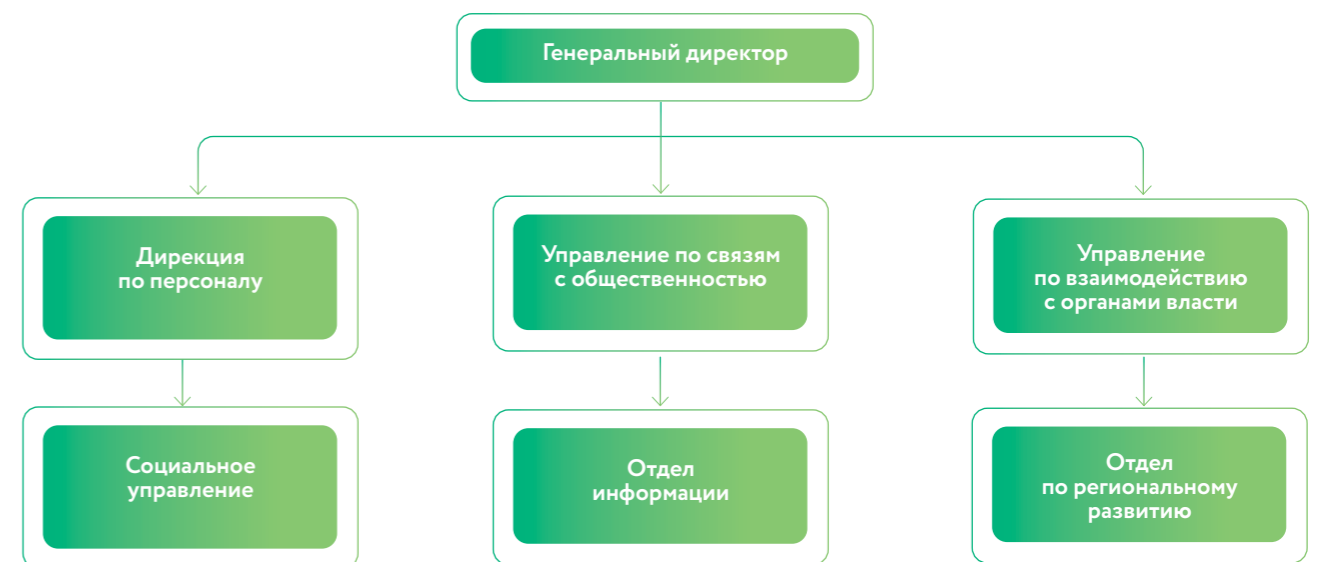 Генеральный директор
Дирекция
по персоналу
Управление по связям
с общественностью
Управление
по взаимодействию
с органами власти
Социальное
управление
Отдел
информации
Отдел
по региональному
развитию